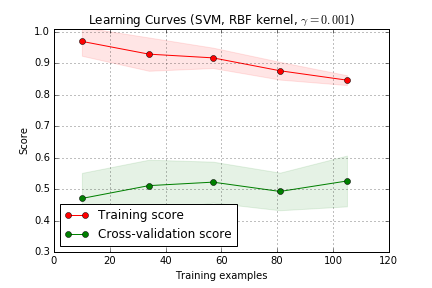 Learning Curves (SVM, RBF kernel, γ = 0.001)
1.0
0.9
0.8
0.7
0.6
0.5
0.4
0.3
Score
Training score
Cross-validation score
0 20 40 60 80 100 120
Training examples